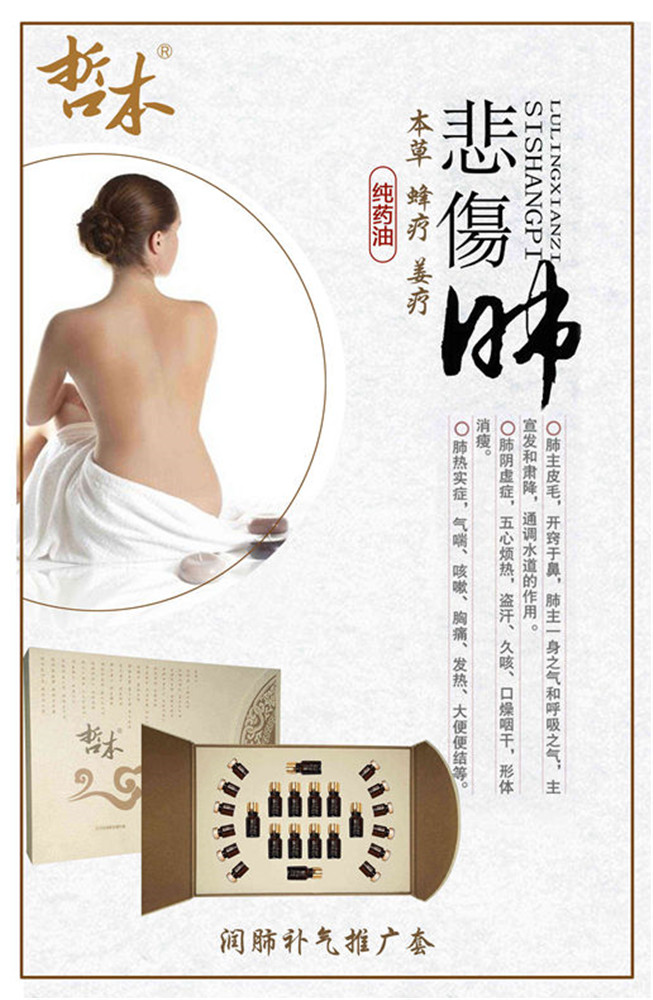 哲本®
LULINGXIANZI
SISHANGPI
悲傷肺
本草 蜂疗 姜疗
纯药油
○肺主皮毛，开窍于鼻，肺主一身之气和呼吸之气，主
宣发和肃降，通调水道的作用。
○肺阴虚症，五心烦热，盗汗、久咳、口燥咽干，形体
消瘦。
○肺热实症，气喘、咳嗽、胸痛、发热、大便便结等。
哲本
润肺补气推广套